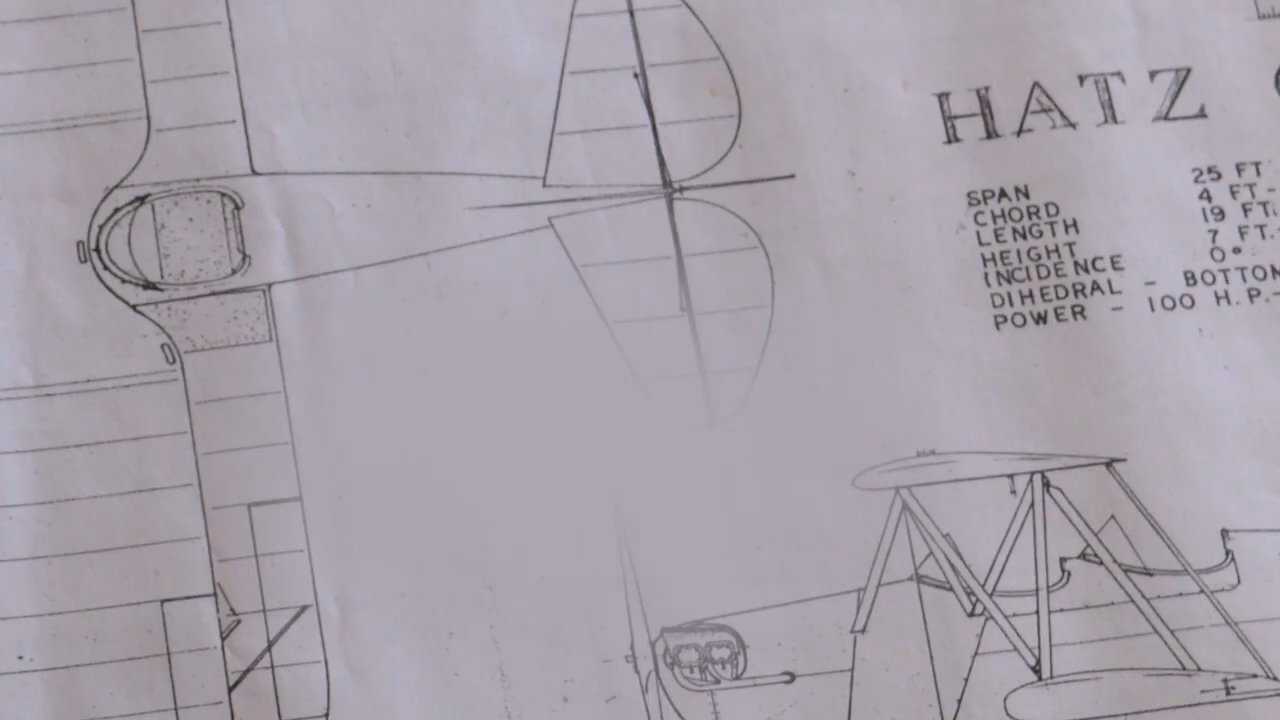 HATZ
SPAN 25 FT
CHORD 4 FT-
LENGTH 19 FT.
HEIGHT 7 FT.-
INCIDENCE 0°
DIHEDRAL - BOTTOM
POWER - 100 H.P.-